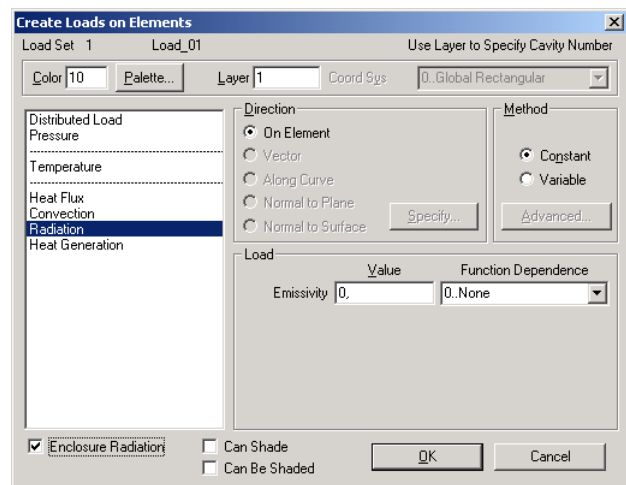 Create Loads on Elements
Load Set 1 Load_01 Use Layer to Specify Cavity Number
Color 10 Palette... Layer 1 Coord Sys 0..Global Rectangular
Distributed Load
Pressure
Temperature
Heat Flux
Convection
Radiation
Heat Generation
Direction
On Element
Vector
Along Curve
Normal to Plane
Normal to Surface
Specify...
Method
Constant
Variable
Advanced...
Load
Value Function Dependence
Emissivity 0, 0..None
Enclosure Radiation
Can Shade
Can Be Shaded
OK Cancel